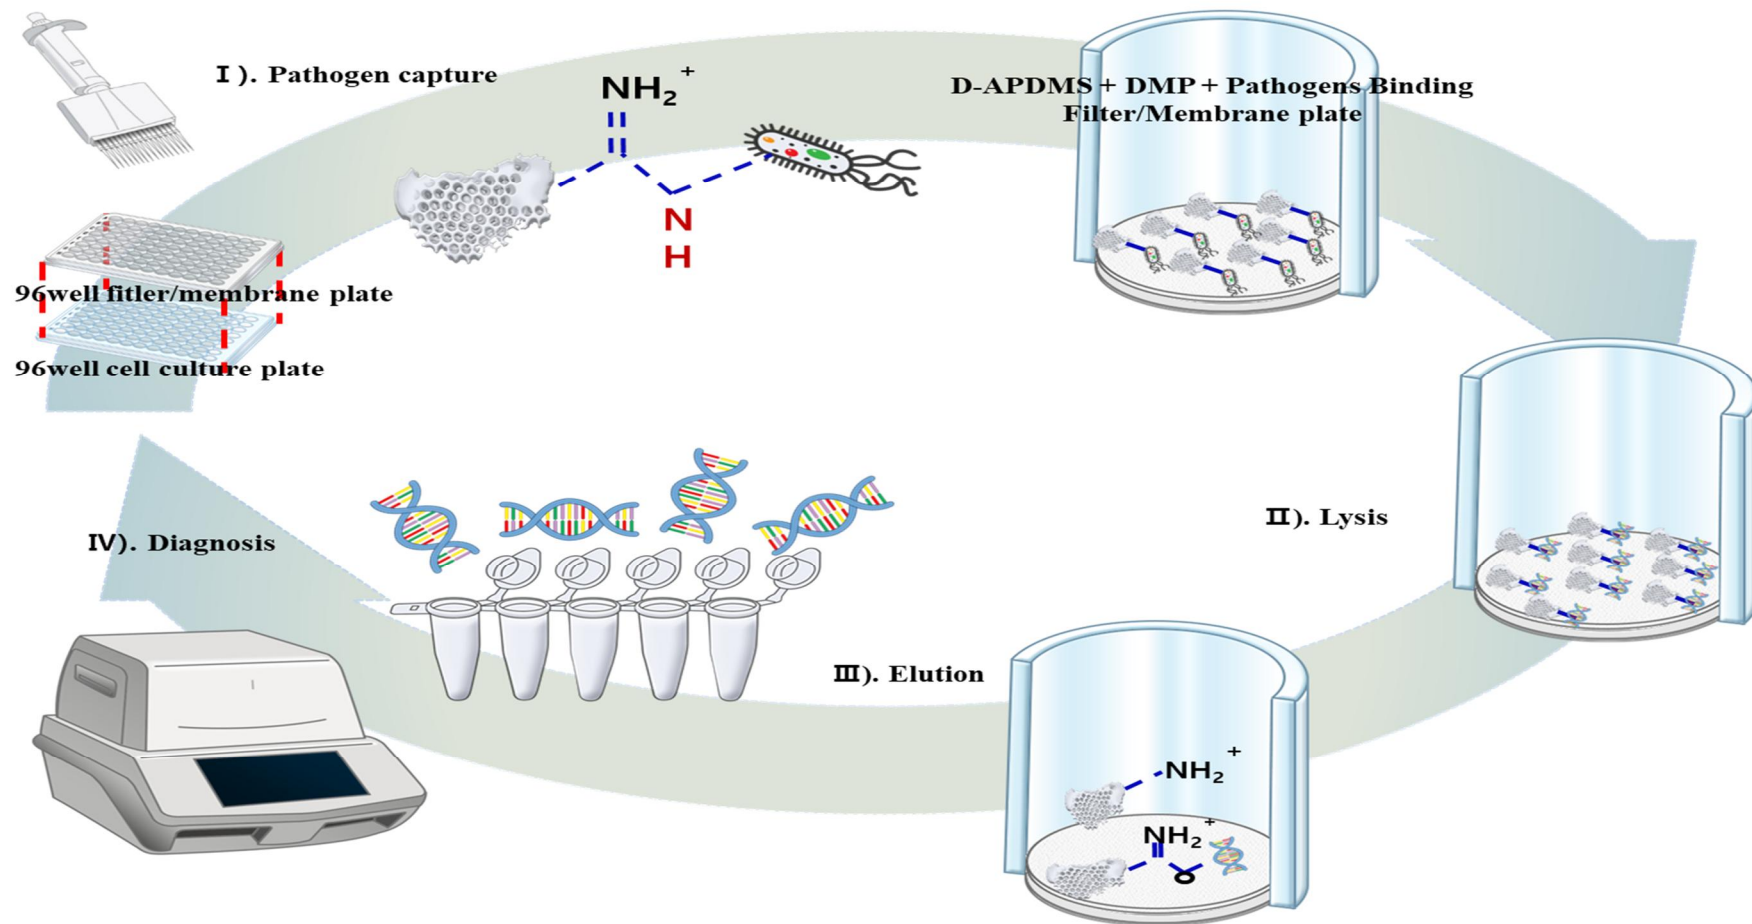 Ⅰ). Pathogen capture
NH₂⁺
N
H
D-APDMS + DMP + Pathogens Binding
Filter/Membrane plate
96well fitler/membrane plate
96well cell culture plate
Ⅱ). Lysis
Ⅲ). Elution
NH₂⁺
NH₂⁺
O
Ⅳ). Diagnosis